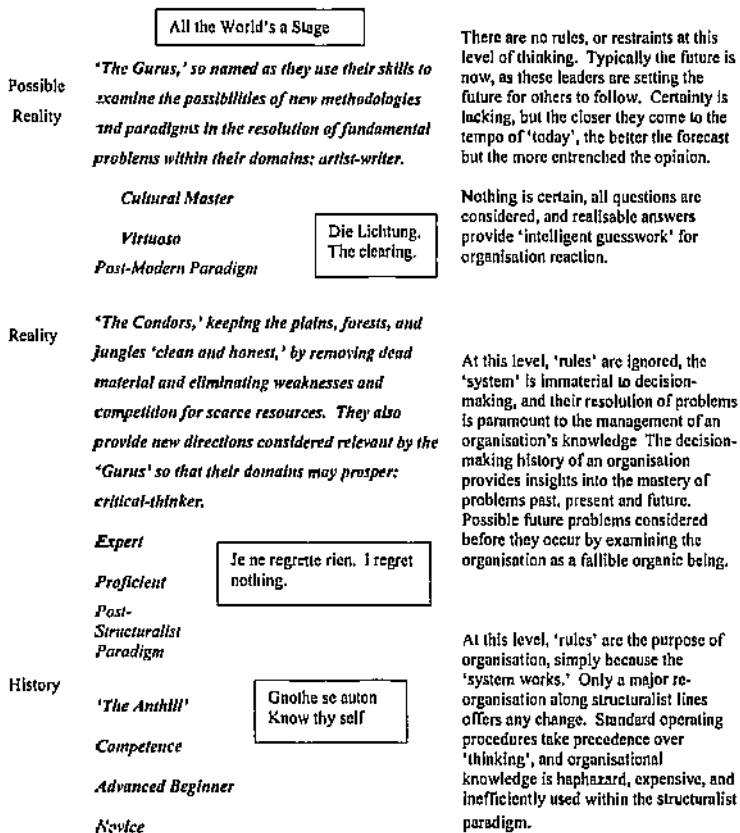 All the World's a Stage
Possible
Reality
'The Gurus,' so named as they use their skills to
examine the possibilities of new methodologies
and paradigms in the resolution of fundamental
problems within their domains: artist-writer.
Cultural Master
Virtuoso
Post-Modern Paradigm
Die Lichtung.
The clearing.
There are no rules, or restraints at this
level of thinking. Typically the future is
now, as these leaders are setting the
future for others to follow. Certainty is
lacking, but the closer they come to the
tempo of 'today', the better the forecast
but the more entrenched the opinion.
Nothing is certain, all questions are
considered, and realisable answers
provide 'intelligent guesswork' for
organisation reaction.
Reality
'The Condors,' keeping the plains, forests, and
jungles 'clean and honest,' by removing dead
material and eliminating weaknesses and
competition for scarce resources. They also
provide new directions considered relevant by the
'Gurus' so that their domains may prosper:
critical-thinker.
Expert
Proficient
Post-
Structuralist
Paradigm
Je ne regrette rien. I regret
nothing.
At this level, 'rules' are ignored, the
'system' is immaterial to decision-
making, and their resolution of problems
is paramount to the management of an
organisation's knowledge The decision-
making history of an organisation
provides insights into the mastery of
problems past, present and future.
Possible future problems considered
before they occur by examining the
organisation as a fallible organic being.
History
'The Anthill'
Competence
Advanced Beginner
Novice
Gnothe se auton
Know thy self
At this level, 'rules' are the purpose of
organisation, simply because the
'system works.' Only a major re-
organisation along structuralist lines
offers any change. Standard operating
procedures take precedence over
'thinking', and organisational
knowledge is haphazard, expensive, and
inefficiently used within the structuralist
paradigm.